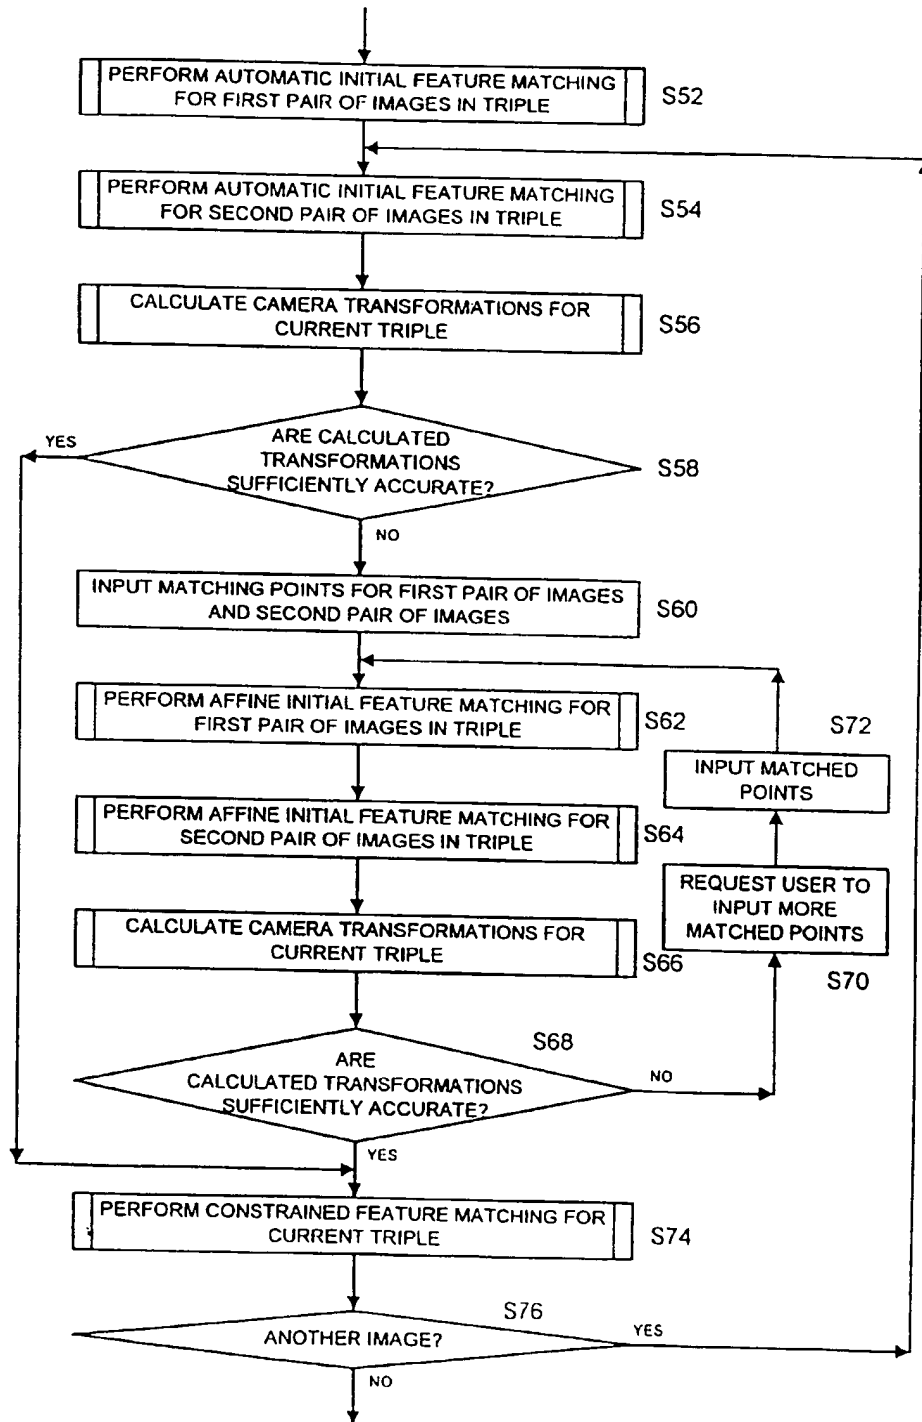 PERFORM AUTOMATIC INITIAL FEATURE MATCHING
FOR FIRST PAIR OF IMAGES IN TRIPLE
S52
PERFORM AUTOMATIC INITIAL FEATURE MATCHING
FOR SECOND PAIR OF IMAGES IN TRIPLE
S54
CALCULATE CAMERA TRANSFORMATIONS FOR
CURRENT TRIPLE
S56
YES
ARE CALCULATED
TRANSFORMATIONS
SUFFICIENTLY ACCURATE?
S58
NO
INPUT MATCHING POINTS FOR FIRST PAIR OF IMAGES
AND SECOND PAIR OF IMAGES
S60
PERFORM AFFINE INITIAL FEATURE MATCHING FOR
FIRST PAIR OF IMAGES IN TRIPLE
S62
S72
INPUT MATCHED
POINTS
PERFORM AFFINE INITIAL FEATURE MATCHING FOR
SECOND PAIR OF IMAGES IN TRIPLE
S64
REQUEST USER TO
INPUT MORE
MATCHED POINTS
S70
CALCULATE CAMERA TRANSFORMATIONS FOR
CURRENT TRIPLE
S66
S68
ARE
CALCULATED TRANSFORMATIONS
SUFFICIENTLY ACCURATE?
NO
YES
PERFORM CONSTRAINED FEATURE MATCHING FOR
CURRENT TRIPLE
S74
S76
ANOTHER IMAGE?
YES
NO